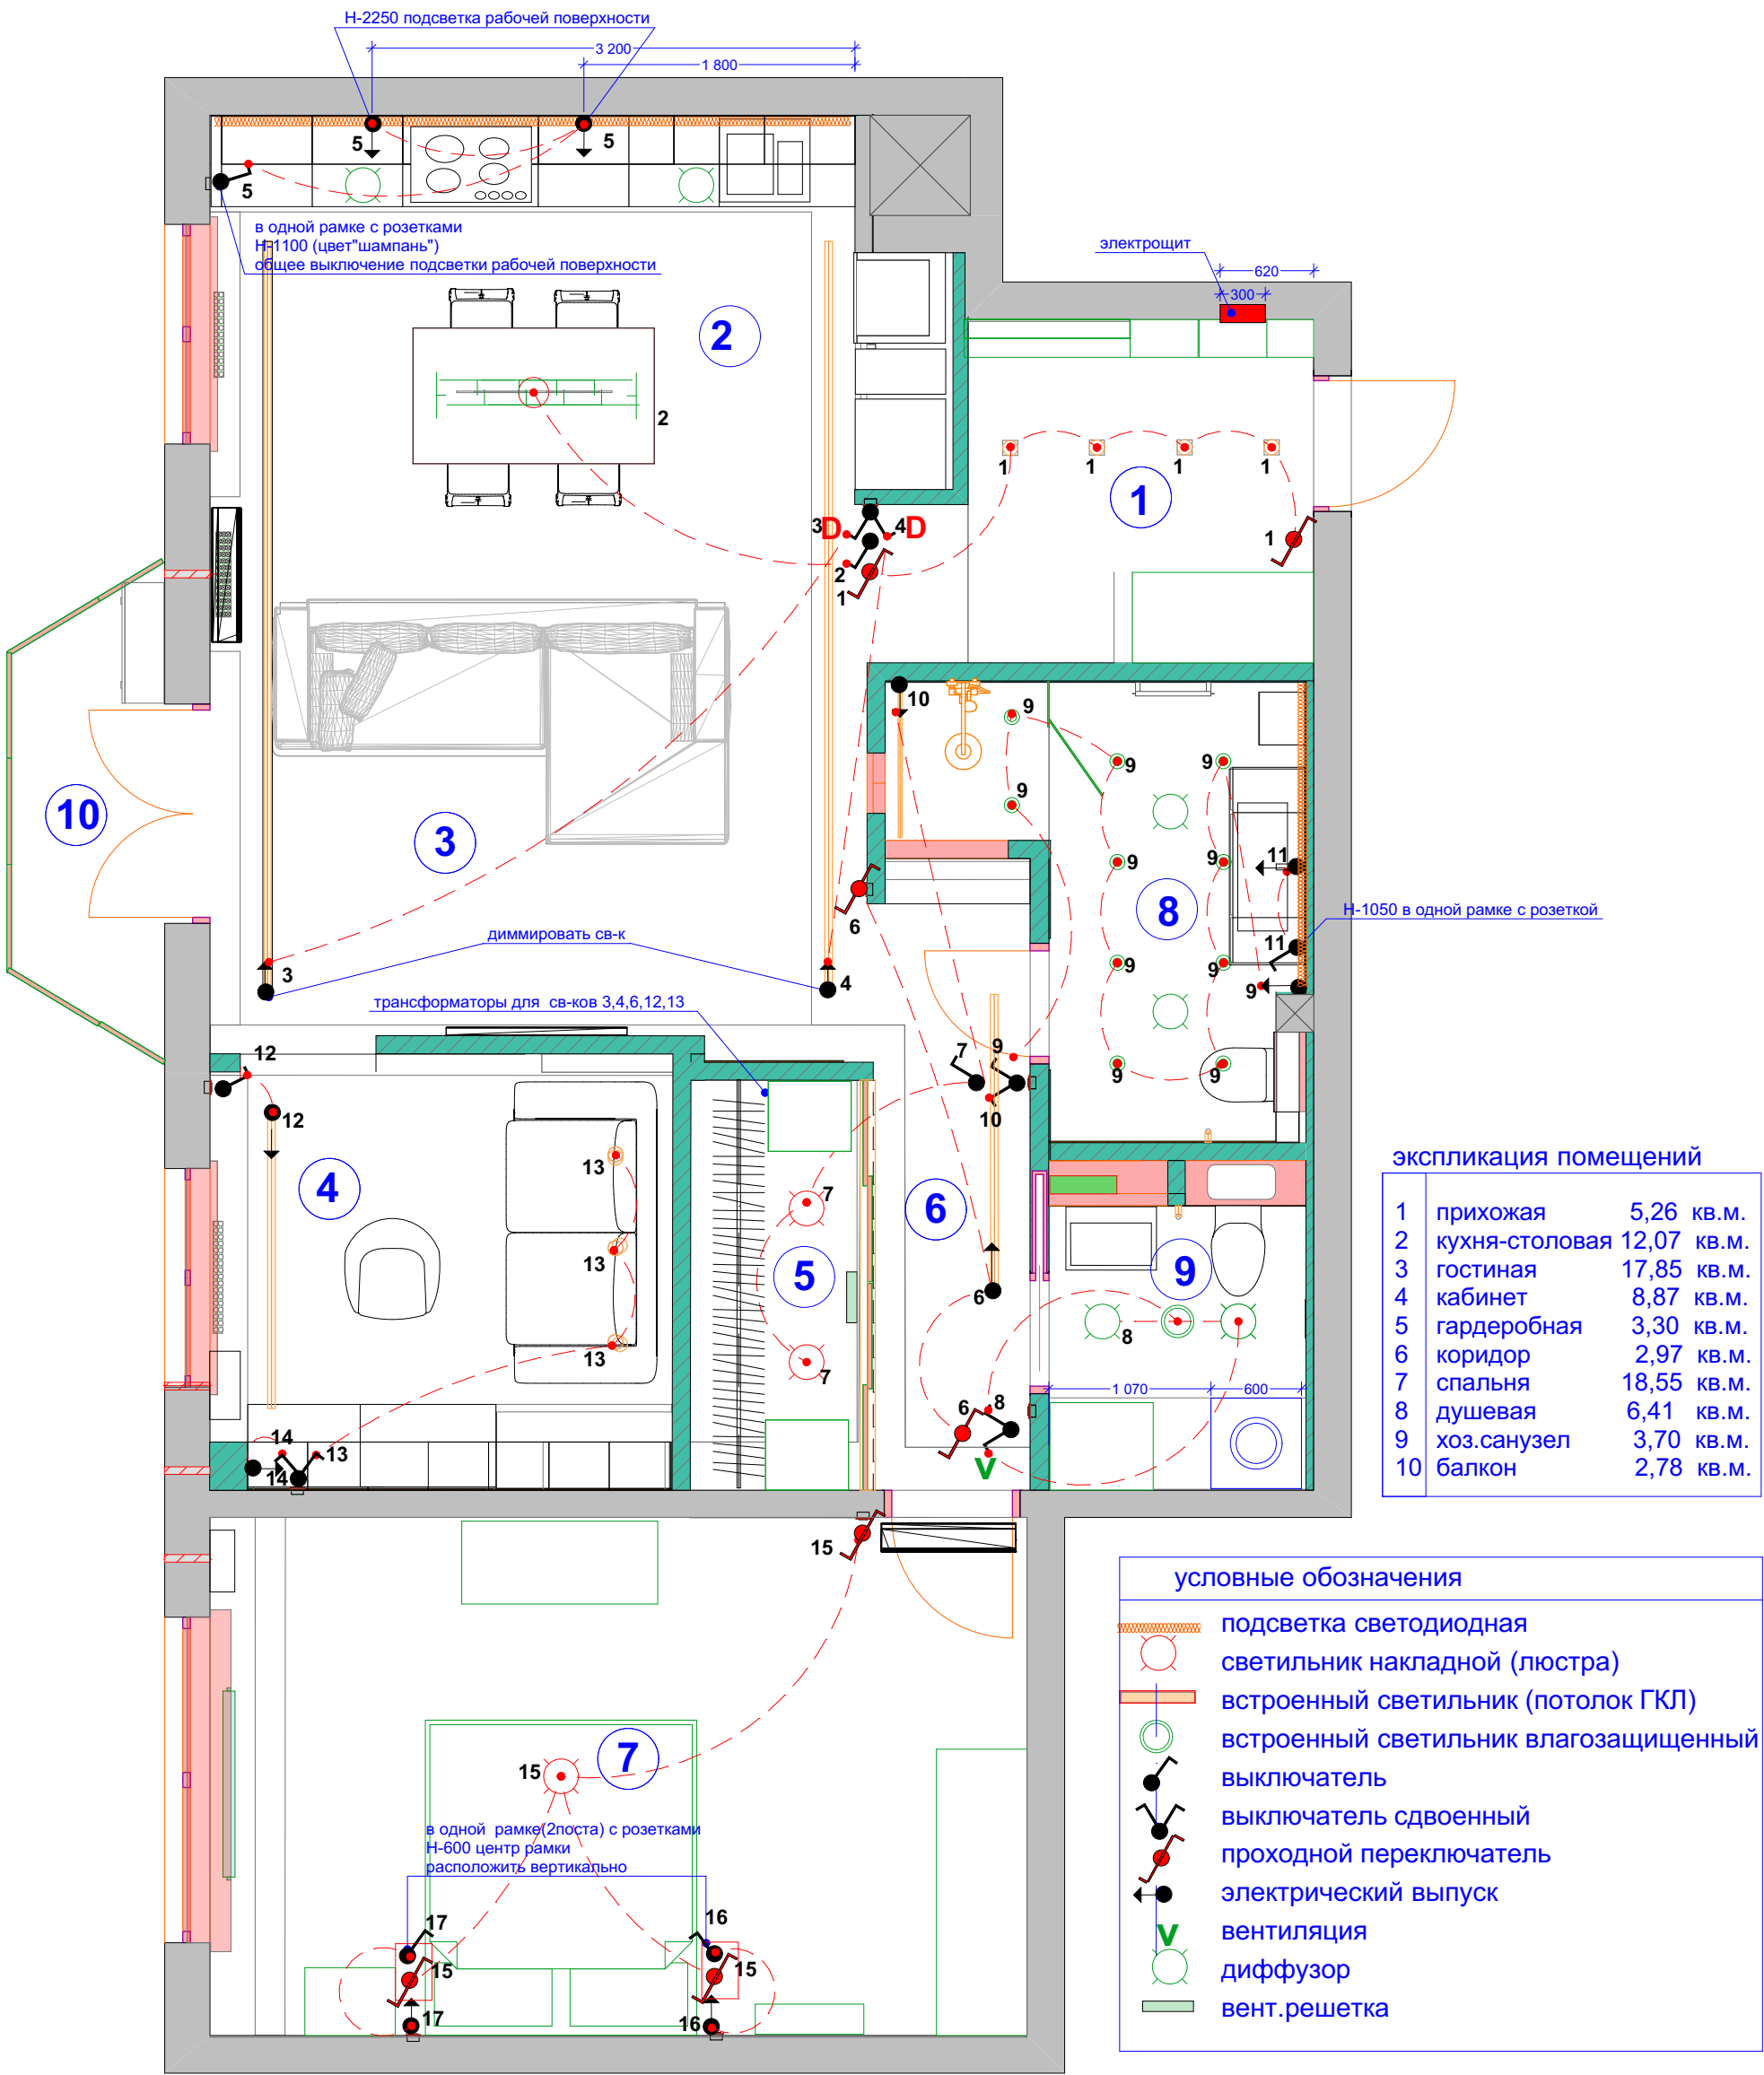 H-2250 подсветка рабочей поверхности
3 200
1 800
5
5
5
в одной рамке с розетками
H-1100 (цвет"шампань")
общее выключение подсветки рабочей поверхности
электрощит
620
300
2
2
1
1
1
1
1
1
3D
4D
2
1
10
9
9
9
9
9
9
9
9
9
9
9
10
3
8
11
11
H-1050 в одной рамке с розеткой
6
диммировать св-к
3
4
трансформаторы для св-ков 3,4,6,12,13
12
12
7
9
10
13
13
13
4
7
7
5
6
6
9
8
1 070
600
6
8
V
14
13
14
экспликация помещений
1 прихожая 5,26 кв.м.
2 кухня-столовая 12,07 кв.м.
3 гостиная 17,85 кв.м.
4 кабинет 8,87 кв.м.
5 гардеробная 3,30 кв.м.
6 коридор 2,97 кв.м.
7 спальня 18,55 кв.м.
8 душевая 6,41 кв.м.
9 хоз.санузел 3,70 кв.м.
10 балкон 2,78 кв.м.
15
15
7
в одной рамке(2поста) с розетками
H-600 центр рамки
расположить вертикально
17
16
15
15
17
16
условные обозначения
подсветка светодиодная
светильник накладной (люстра)
встроенный светильник (потолок ГКЛ)
встроенный светильник влагозащищенный
выключатель
выключатель сдвоенный
проходной переключатель
электрический выпуск
V вентиляция
диффузор
вент.решетка